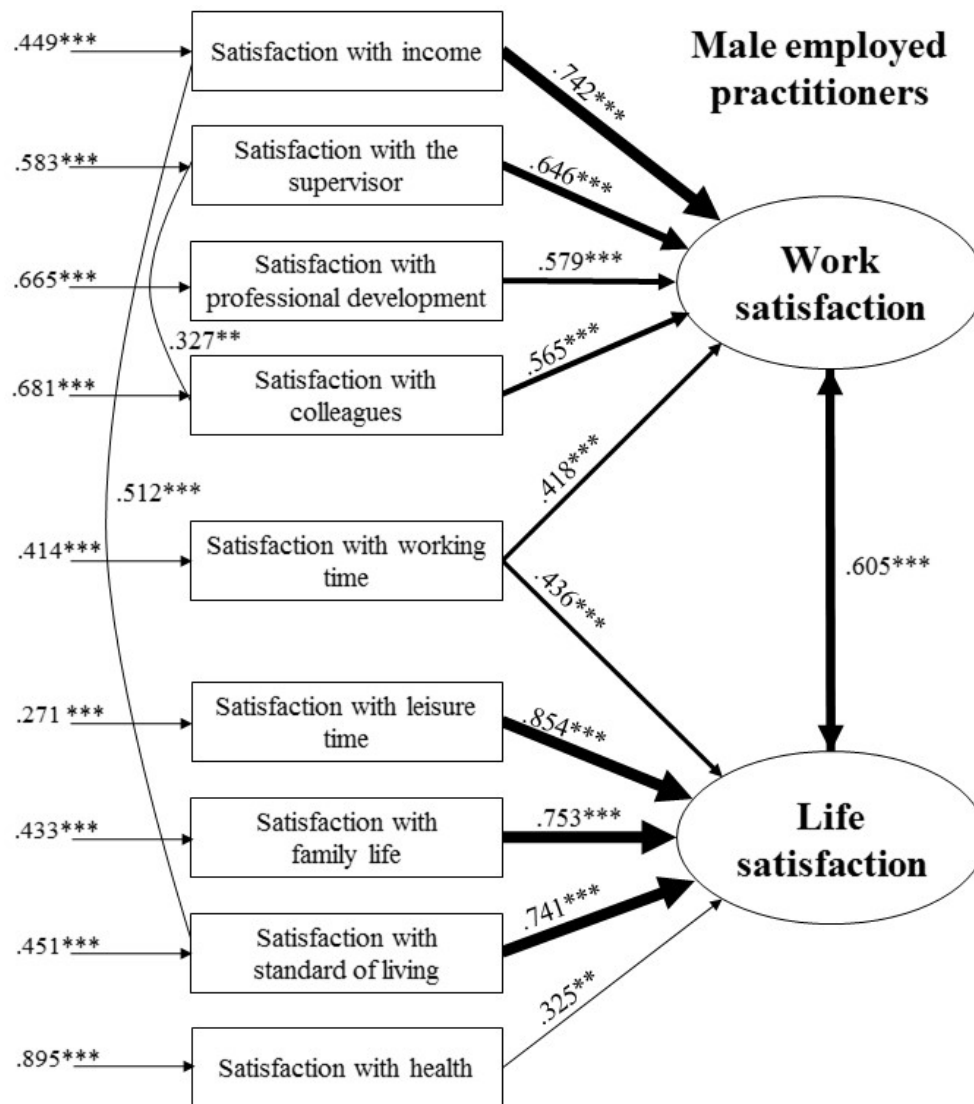 .449***
Satisfaction with income
.742***
Male employed
practitioners
.583***
Satisfaction with the
supervisor
.646***
.665***
Satisfaction with
professional development
.579***
Work
satisfaction
.327**
.681***
Satisfaction with
colleagues
.565***
.512***
.418***
.414***
Satisfaction with working
time
.436***
.605***
.271 ***
Satisfaction with leisure
time
.854***
.433***
Satisfaction with
family life
.753***
Life
satisfaction
.451***
Satisfaction with
standard of living
.741***
.895***
Satisfaction with health
.325**